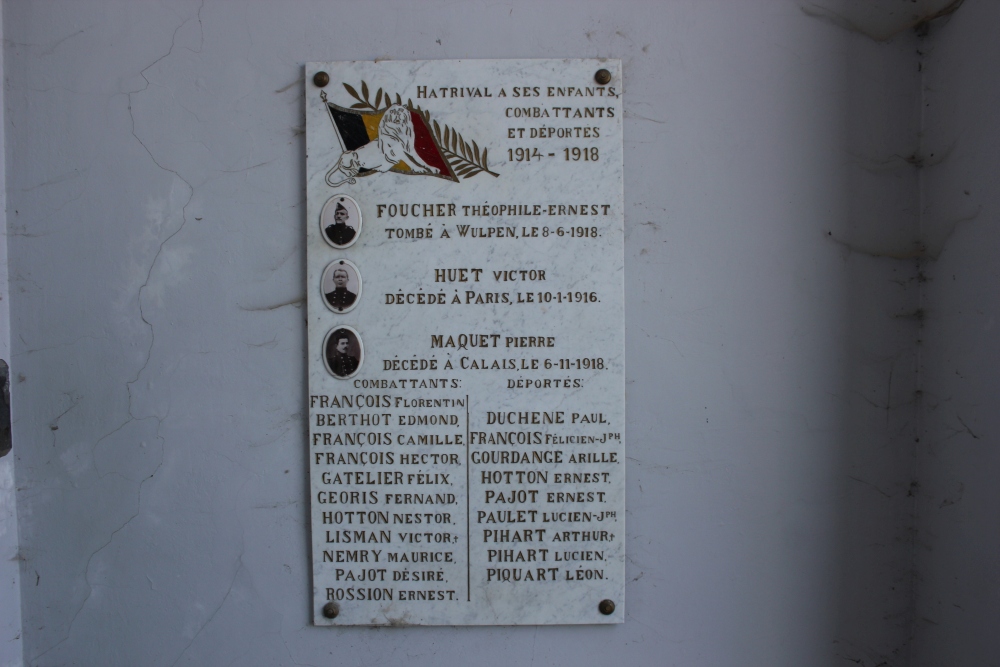 HATRIVAL A SES ENFANTS,
COMBATTANTS
ET DÉPORTÉS
1914 - 1918
FOUCHER THÉOPHILE-ERNEST
TOMBÉ À WULPEN, LE 8-6-1918.
HUET VICTOR
DÉCÉDÉ À PARIS, LE 10-1-1916.
MAQUET PIERRE
DÉCÉDÉ À CALAIS, LE 6-11-1918.
COMBATTANTS:
FRANÇOIS FLORENTIN
BERTHOT EDMOND,
FRANÇOIS CAMILLE,
FRANÇOIS HECTOR,
GATELIER FÉLIX,
GEORIS FERNAND,
HOTTON NESTOR,
LISMAN VICTOR,†
NEMRY MAURICE,
PAJOT DÉSIRÉ,
ROSSION ERNEST.
DÉPORTÉS:
DUCHENE PAUL,
FRANÇOIS FÉLICIEN-JPH,
GOURDANGE ARILLE,
HOTTON ERNEST,
PAJOT ERNEST,
PAULET LUCIEN-JPH,
PIHART ARTHUR,†
PIHART LUCIEN,
PIQUART LÉON.